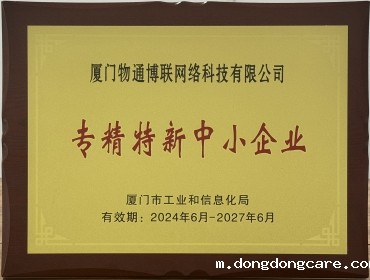 厦门物通博联网络科技有限公司
专精特新中小企业
厦门市工业和信息化局
有效期：2024年6月-2027年6月
m.dongdongcare.com